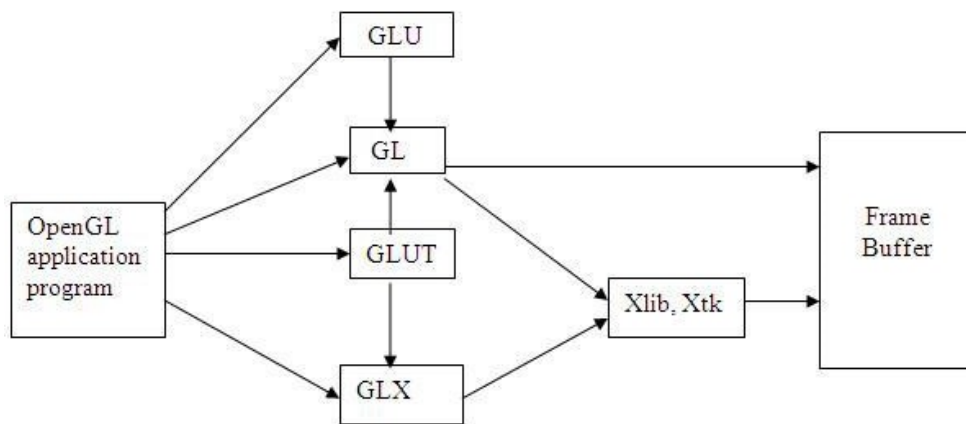 GLU
GL
OpenGL
application
program
GLUT
GLX
Xlib, Xtk
Frame
Buffer